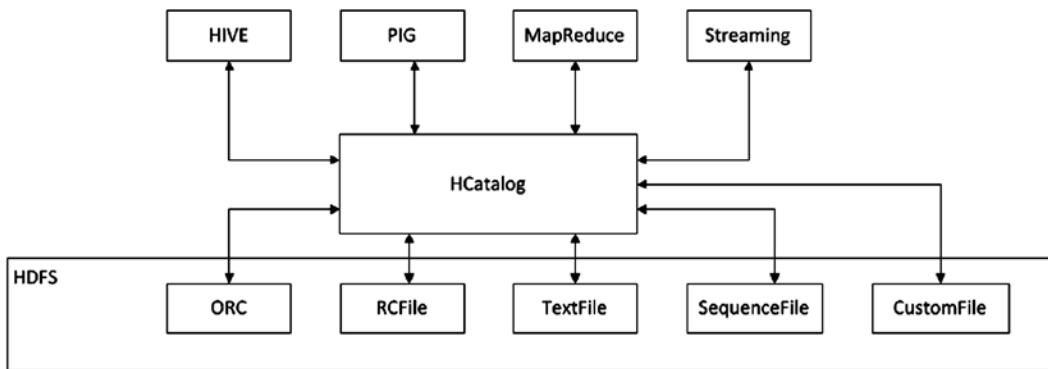 HIVE
PIG
MapReduce
Streaming
HCatalog
HDFS
ORC
RCFile
TextFile
SequenceFile
CustomFile